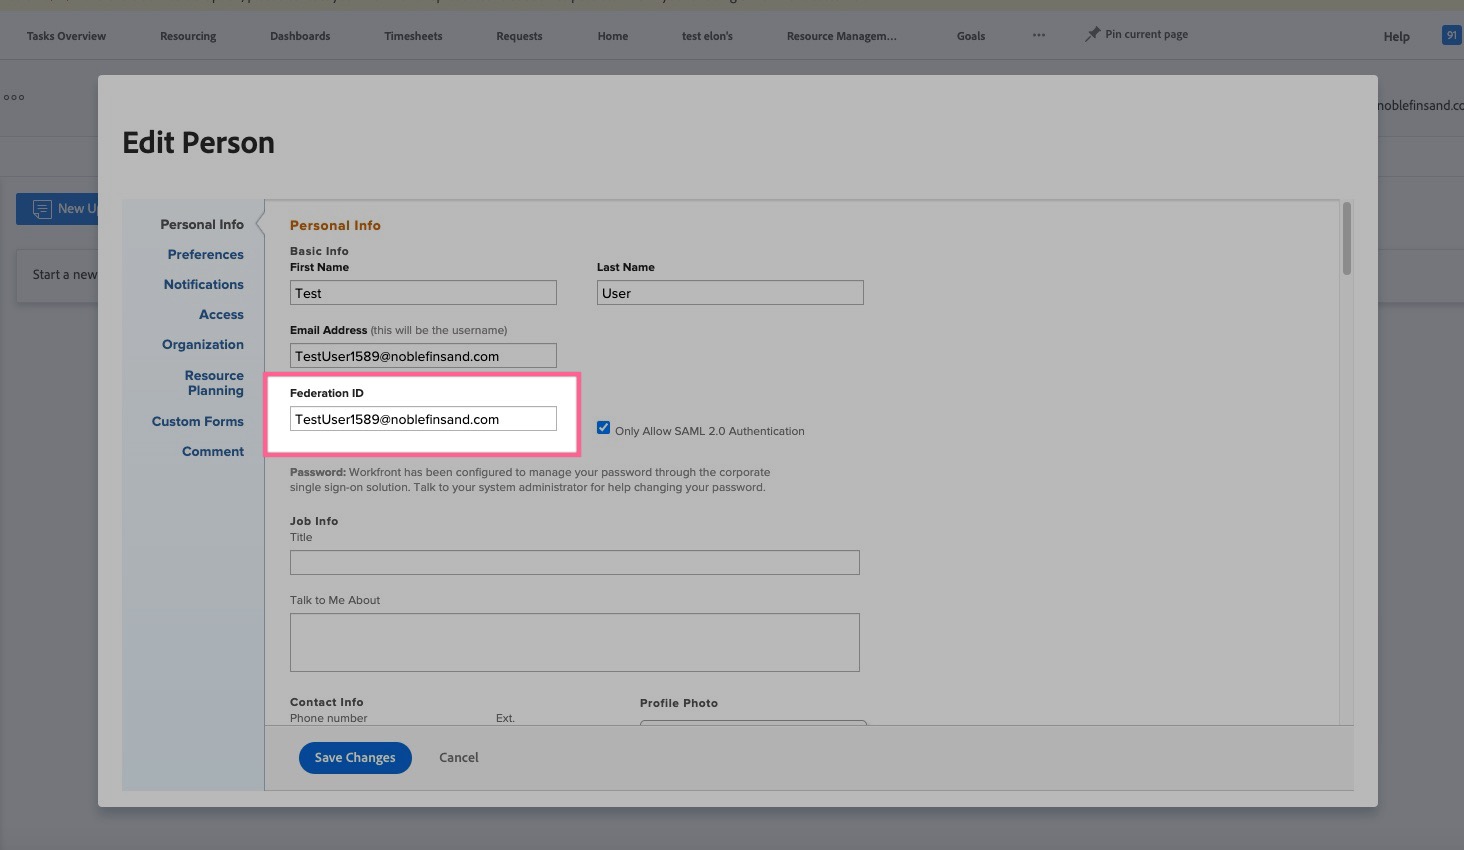 Tasks Overview Resourcing Dashboards Timesheets Requests Home test elon's Resource Managem... Goals ··· Pin current page Help 91
noblefinsand.co
Edit Person
New U
Start a new
Personal Info
Preferences
Notifications
Access
Organization
Resource
Planning
Custom Forms
Comment
Personal Info
Basic Info
First Name Last Name
Test User
Email Address (this will be the username)
TestUser1589@noblefinsand.com
Federation ID
TestUser1589@noblefinsand.com
Only Allow SAML 2.0 Authentication
Password: Workfront has been configured to manage your password through the corporate
single sign-on solution. Talk to your system administrator for help changing your password.
Job Info
Title
Talk to Me About
Contact Info Profile Photo
Phone number Ext.
Save Changes Cancel